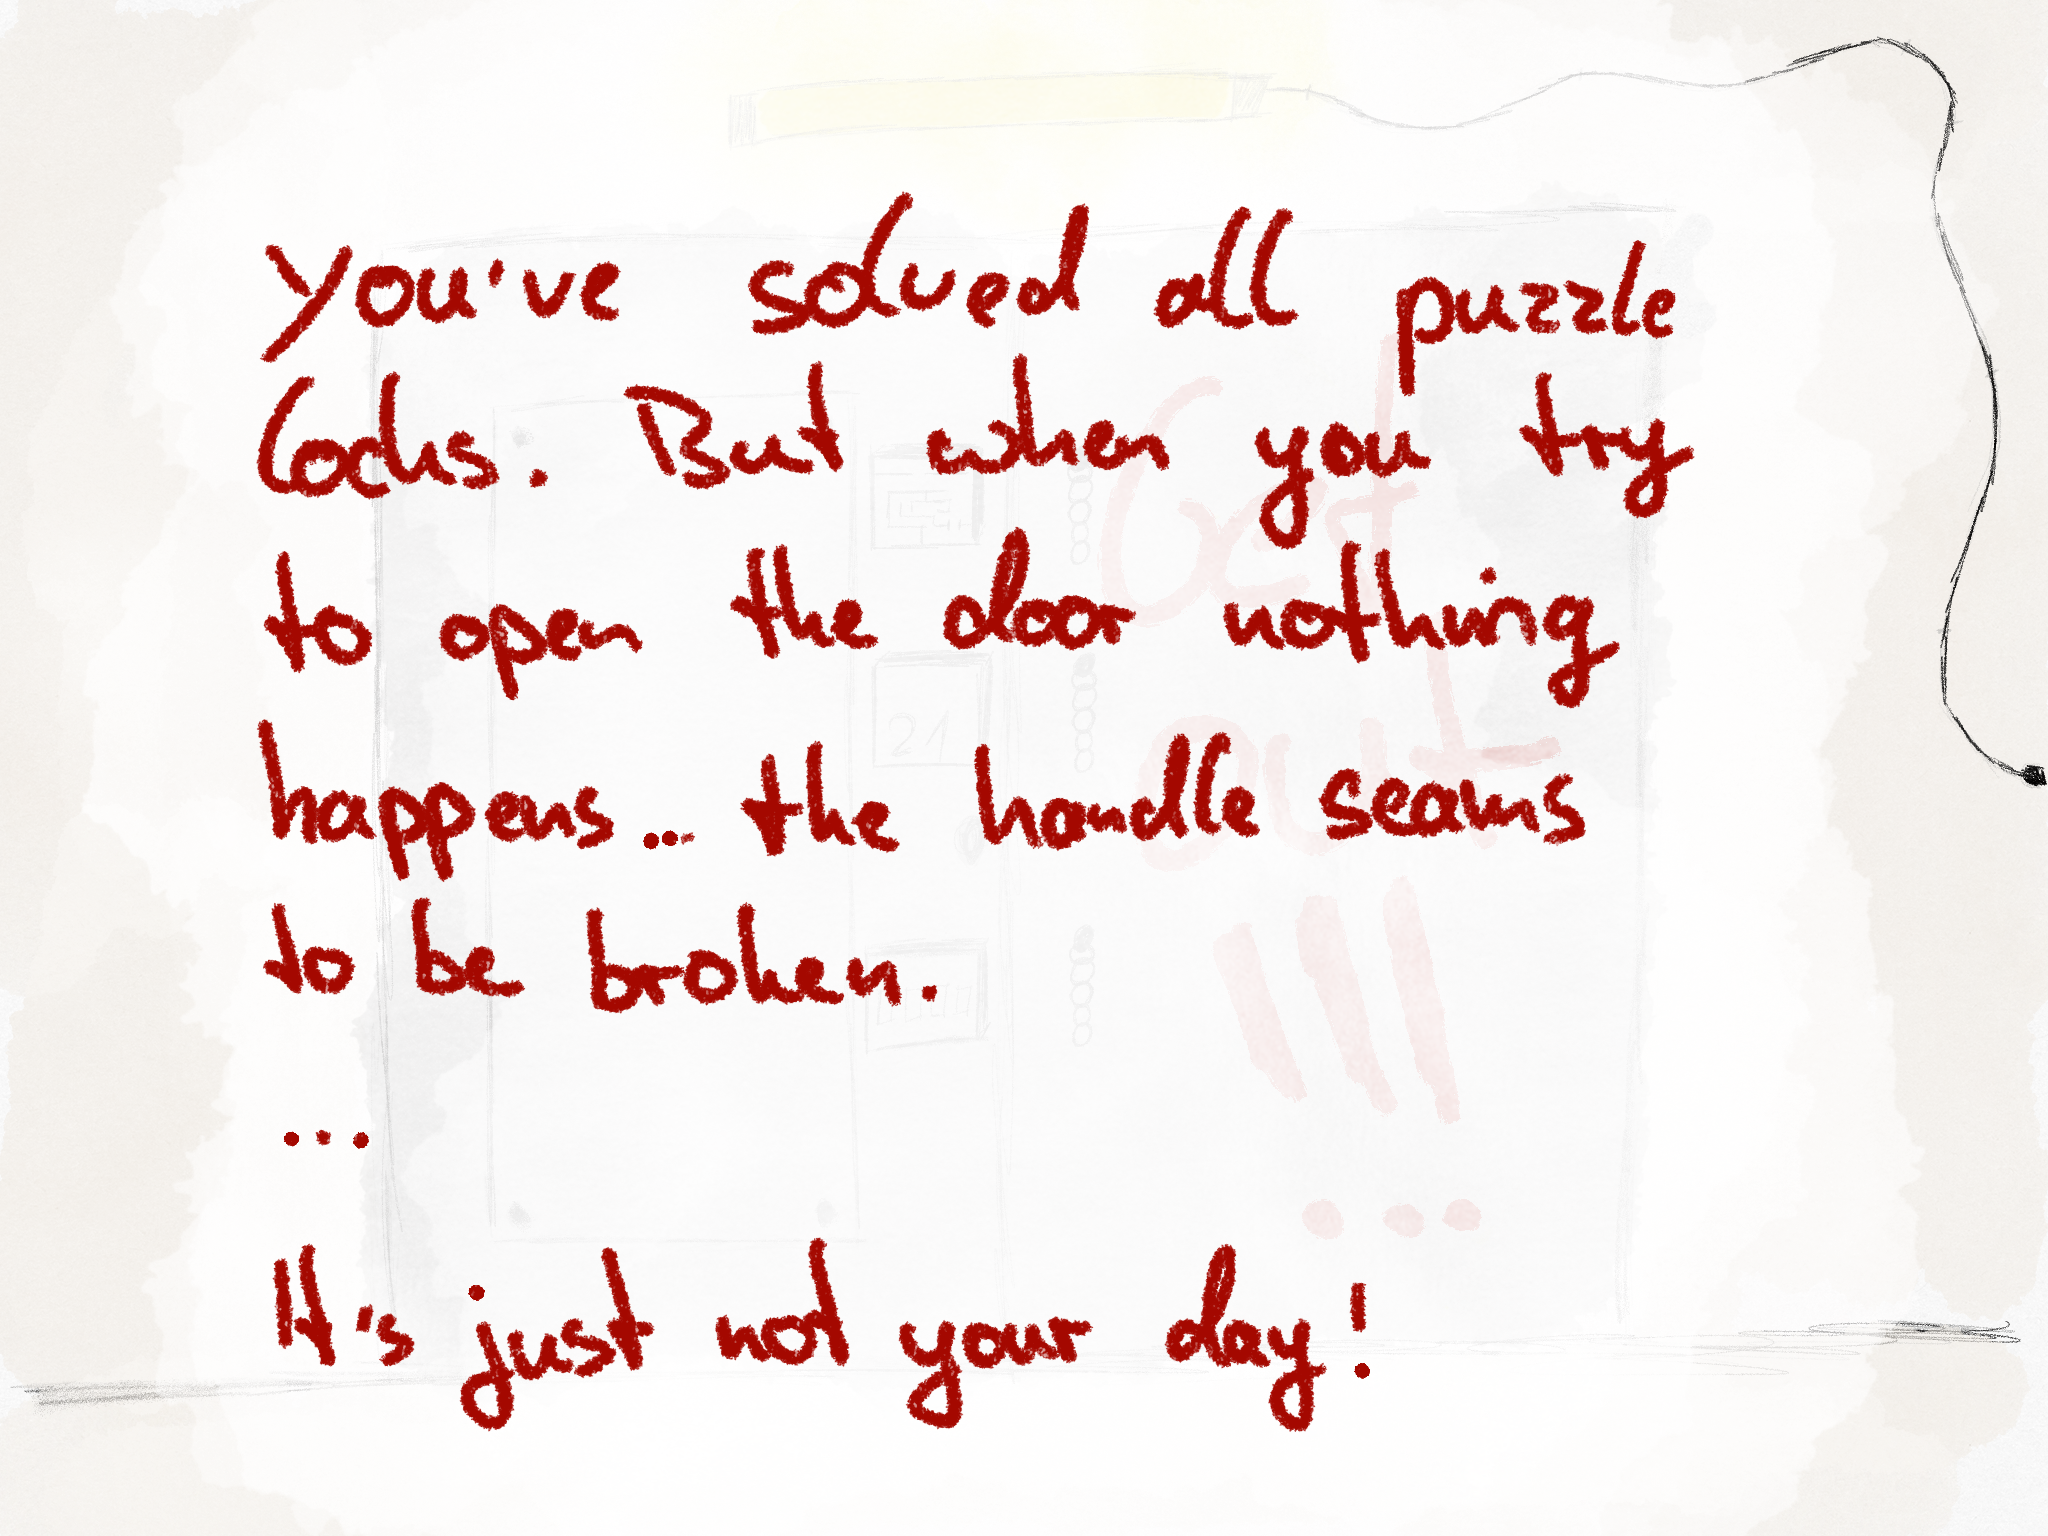 You've solved all puzzle
locks. But when you try
to open the door nothing
happens... the handle seams
to be broken.
...
It's just not your day!
Get
out
!!!
21